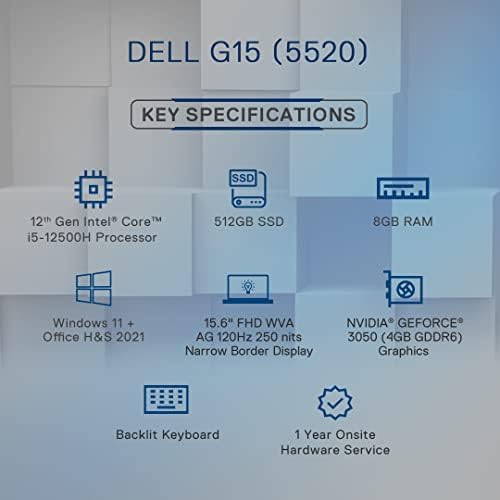 DELL G15 (5520)
KEY SPECIFICATIONS
SSD
12th Gen Intel® Core™
i5-12500H Processor
512GB SSD
8GB RAM
Windows 11 +
Office H&S 2021
15.6" FHD WVA
AG 120Hz 250 nits
Narrow Border Display
NVIDIA® GEFORCE®
3050 (4GB GDDR6)
Graphics
Backlit Keyboard
1 Year Onsite
Hardware Service